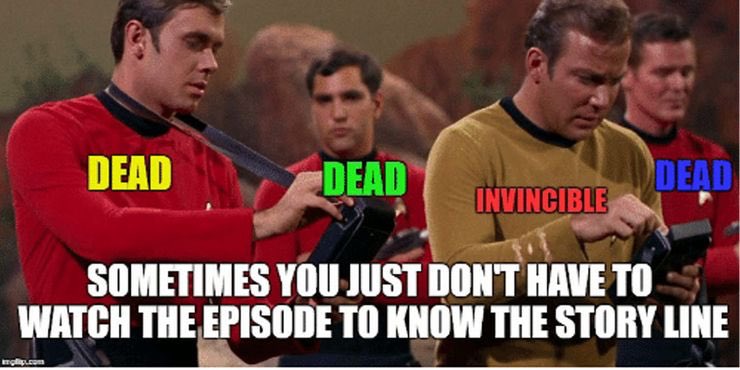 DEAD
DEAD
INVINCIBLE
DEAD
SOMETIMES YOU JUST DON'T HAVE TO
WATCH THE EPISODE TO KNOW THE STORY LINE
imgflip.com